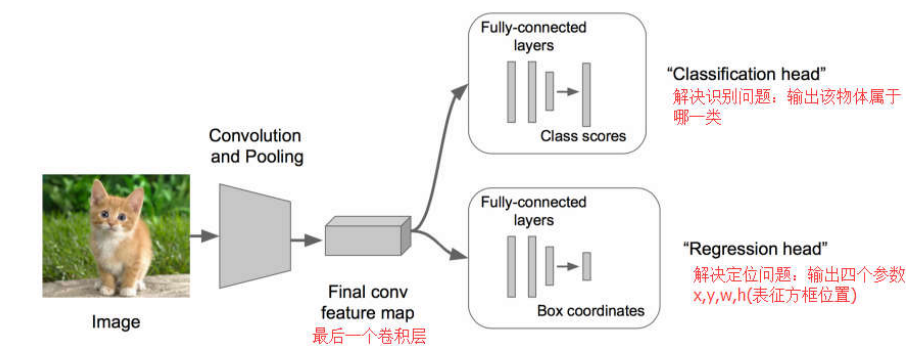 Image
Convolution
and Pooling
Final conv
feature map
最后一个卷积层
Fully-connected
layers
Class scores
“Classification head”
解决识别问题：输出该物体属于
哪一类
Fully-connected
layers
Box coordinates
“Regression head”
解决定位问题：输出四个参数
x,y,w,h(表征方框位置)